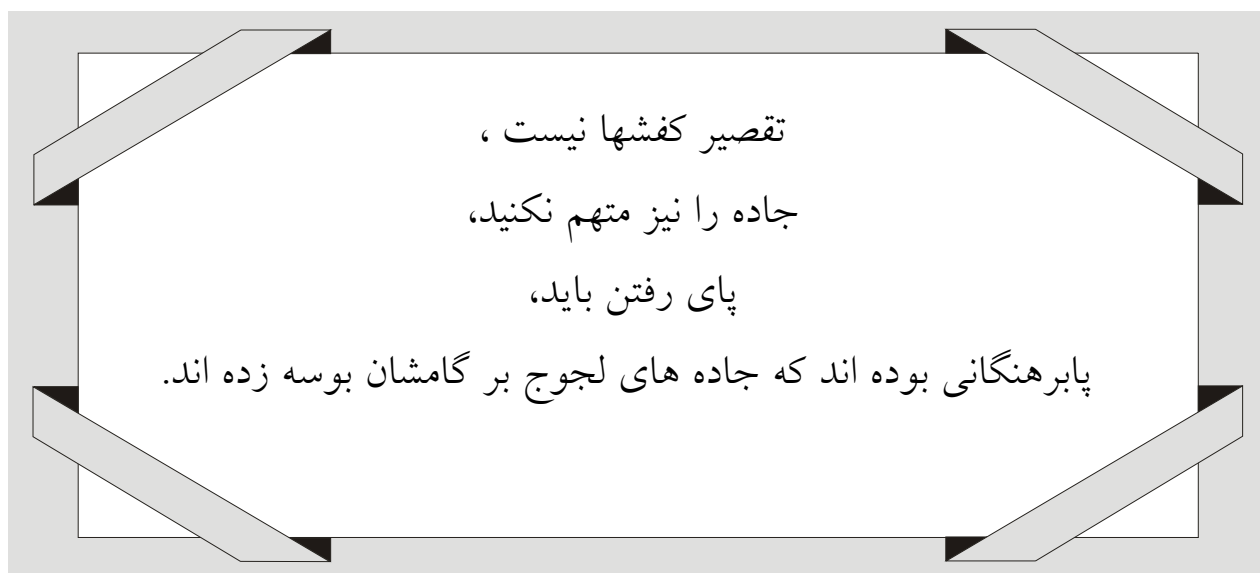 تقصیر کفشها نیست ،
جاده را نیز متهم نکنید،
پای رفتن باید،
پابرهنگانی بوده اند که جاده های لجوج بر گامشان بوسه زده اند.